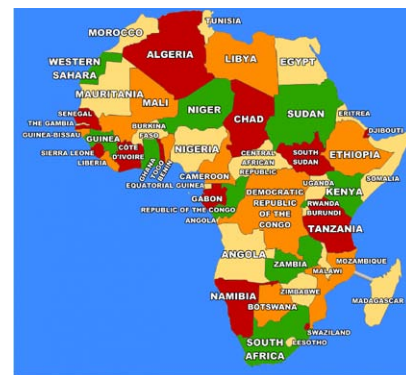 TUNISIA
MOROCCO
ALGERIA
LIBYA
EGYPT
WESTERN
SAHARA
MAURITANIA
MALI
NIGER
CHAD
SUDAN
ERITREA
SENEGAL
THE GAMBIA
GUINEA-BISSAU
GUINEA
BURKINA
FASO
DJIBOUTI
SIERRA LEONE
LIBERIA
CÔTE
D'IVOIRE
GHANA
TOGO
BENIN
NIGERIA
CENTRAL
AFRICAN
REPUBLIC
SOUTH
SUDAN
ETHIOPIA
SOMALIA
CAMEROON
EQUATORIAL GUINEA
GABON
REPUBLIC OF THE CONGO
ANGOLA
DEMOCRATIC
REPUBLIC
OF THE
CONGO
UGANDA
KENYA
RWANDA
BURUNDI
TANZANIA
ANGOLA
ZAMBIA
MALAWI
MOZAMBIQUE
ZIMBABWE
MADAGASCAR
NAMIBIA
BOTSWANA
SWAZILAND
LESOTHO
SOUTH
AFRICA